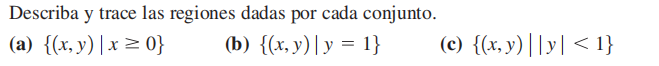 Describa y trace las regiones dadas por cada conjunto.
(a) {(x, y) | x ≥ 0} (b) {(x, y) | y = 1} (c) {(x, y) | |y| < 1}